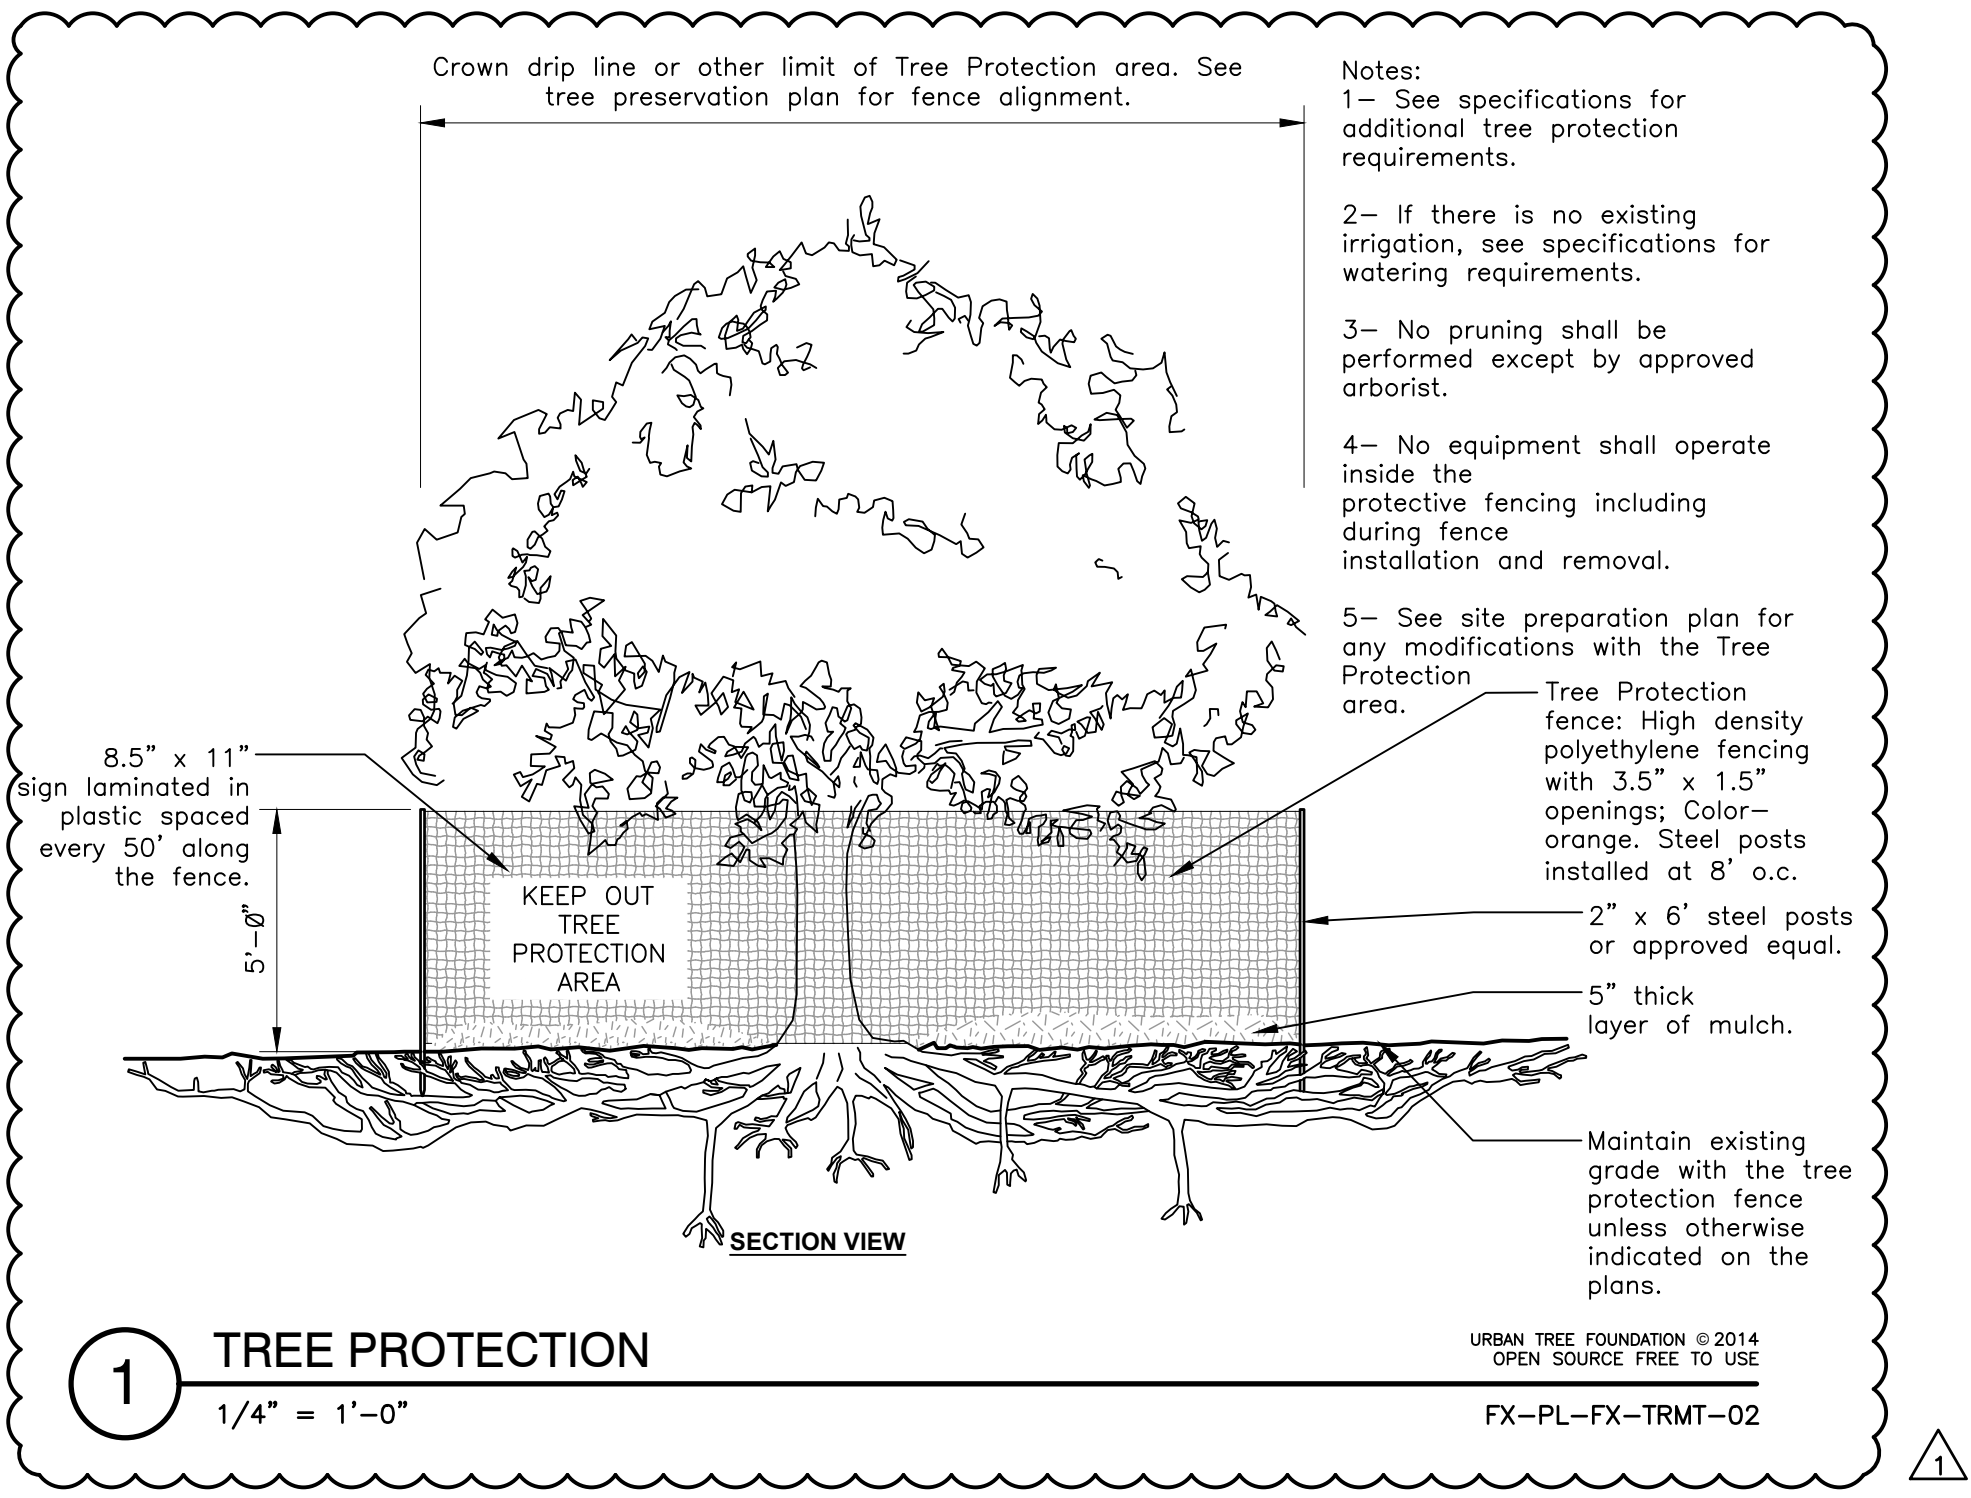 Crown drip line or other limit of Tree Protection area. See
tree preservation plan for fence alignment.
Notes:
1– See specifications for
additional tree protection
requirements.
2– If there is no existing
irrigation, see specifications for
watering requirements.
3– No pruning shall be
performed except by approved
arborist.
4– No equipment shall operate
inside the
protective fencing including
during fence
installation and removal.
5– See site preparation plan for
any modifications with the Tree
Protection
area.
Tree Protection
fence: High density
polyethylene fencing
with 3.5” x 1.5”
openings; Color–
orange. Steel posts
installed at 8’ o.c.
8.5” x 11”
sign laminated in
plastic spaced
every 50’ along
the fence.
5’–0”
KEEP OUT
TREE
PROTECTION
AREA
2” x 6’ steel posts
or approved equal.
5” thick
layer of mulch.
Maintain existing
grade with the tree
protection fence
unless otherwise
indicated on the
plans.
SECTION VIEW
1
TREE PROTECTION
1/4” = 1’–0”
URBAN TREE FOUNDATION © 2014
OPEN SOURCE FREE TO USE
FX–PL–FX–TRMT–02
1